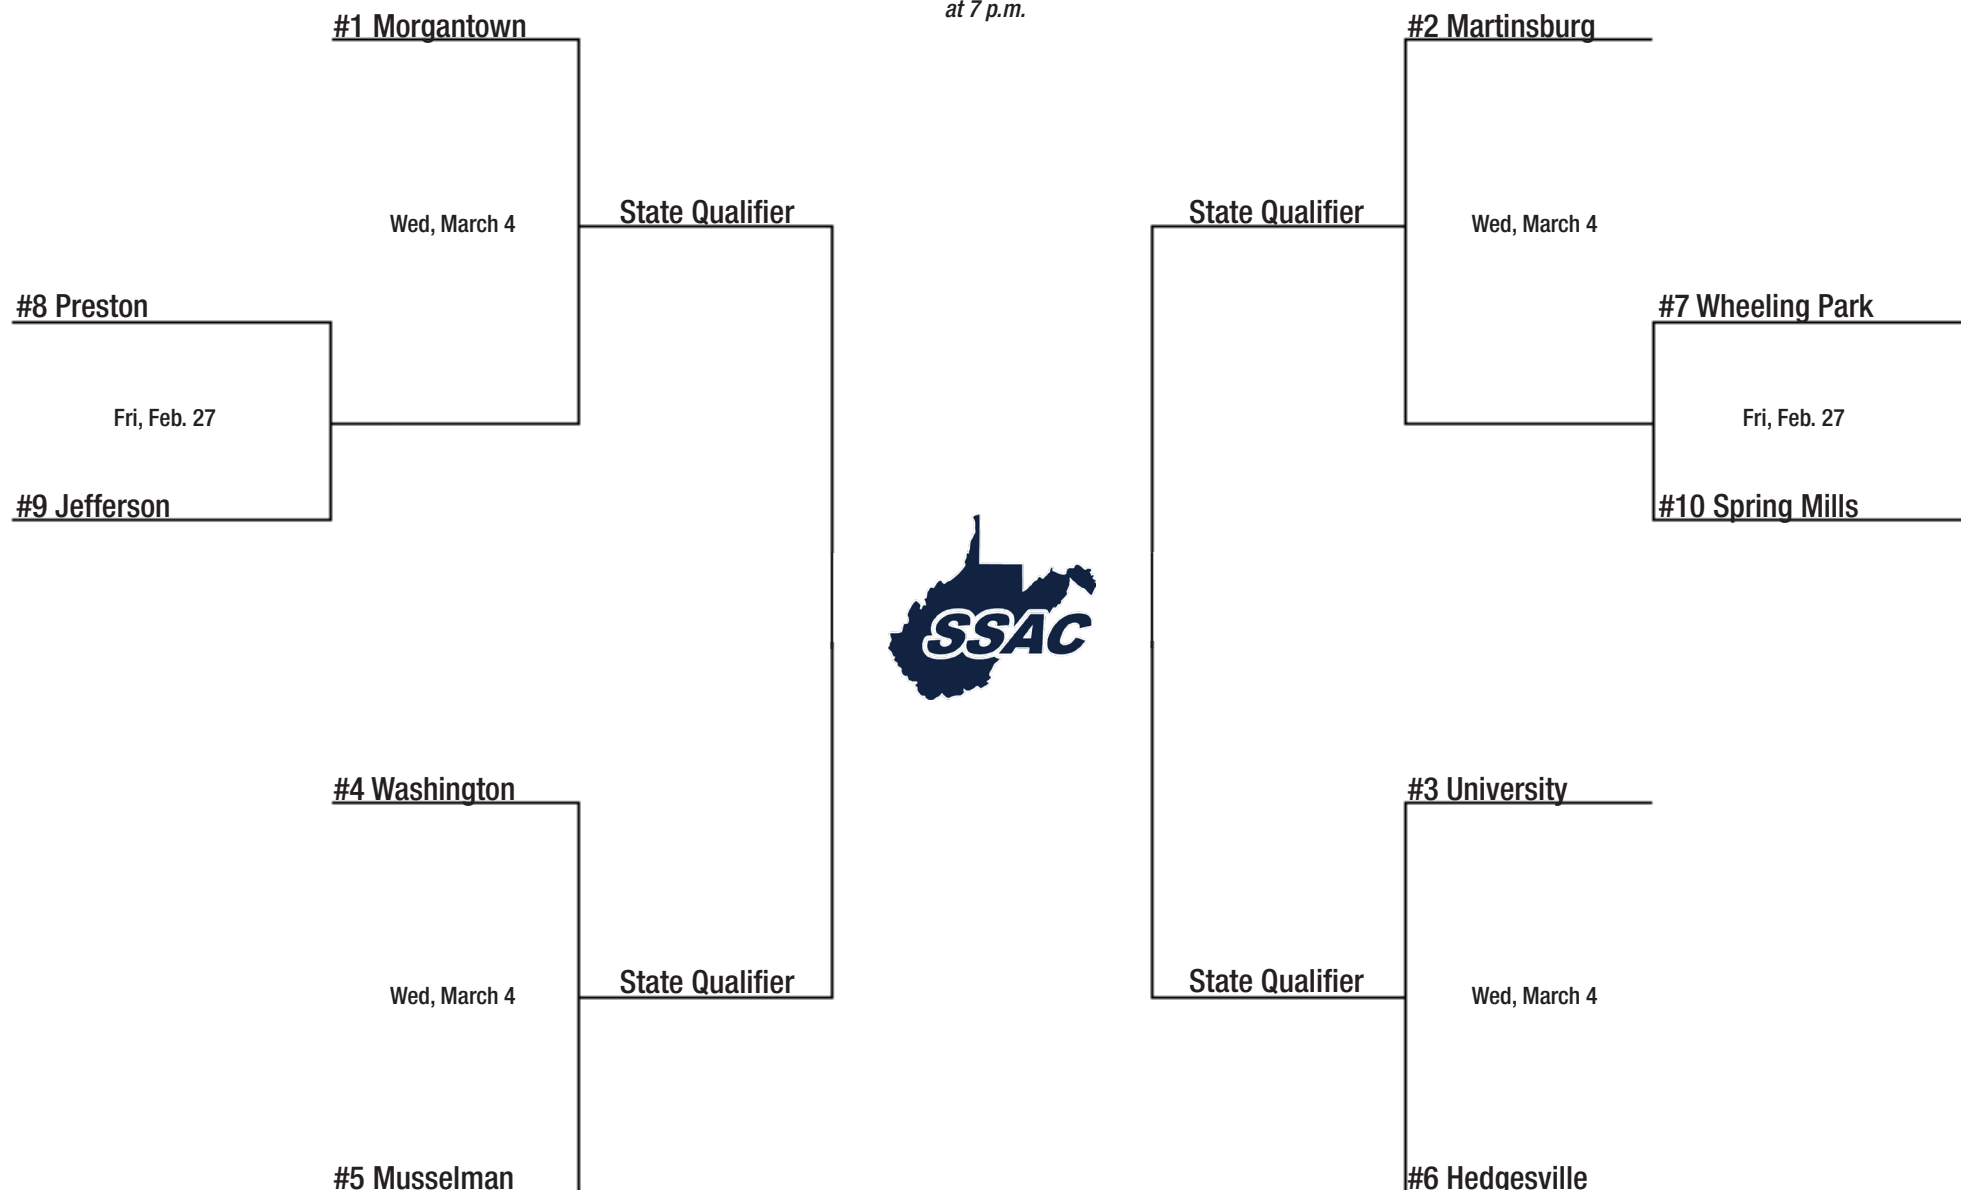 at 7 p.m.
#1 Morgantown
#2 Martinsburg
State Qualifier
State Qualifier
Wed, March 4
Wed, March 4
#8 Preston
#7 Wheeling Park
Fri, Feb. 27
Fri, Feb. 27
#9 Jefferson
#10 Spring Mills
SSAC
#4 Washington
#3 University
State Qualifier
State Qualifier
Wed, March 4
Wed, March 4
#5 Musselman
#6 Hedgesville